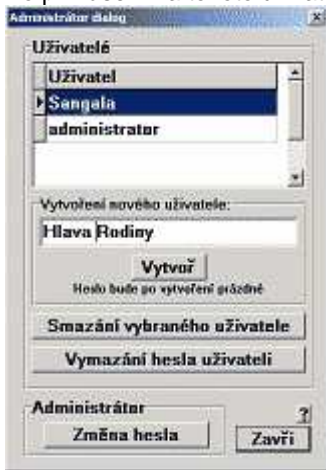 Administrátor dialog
Uživatelé
Uživatel
Sangala
administrator
Vytvoření nového uživatele:
Hlava Rodiny
Vytvoř
Heslo bude po vytvoření prázdné
Smazání vybraného uživatele
Vymazání hesla uživateli
Administrátor
Změna hesla
?
Zavři